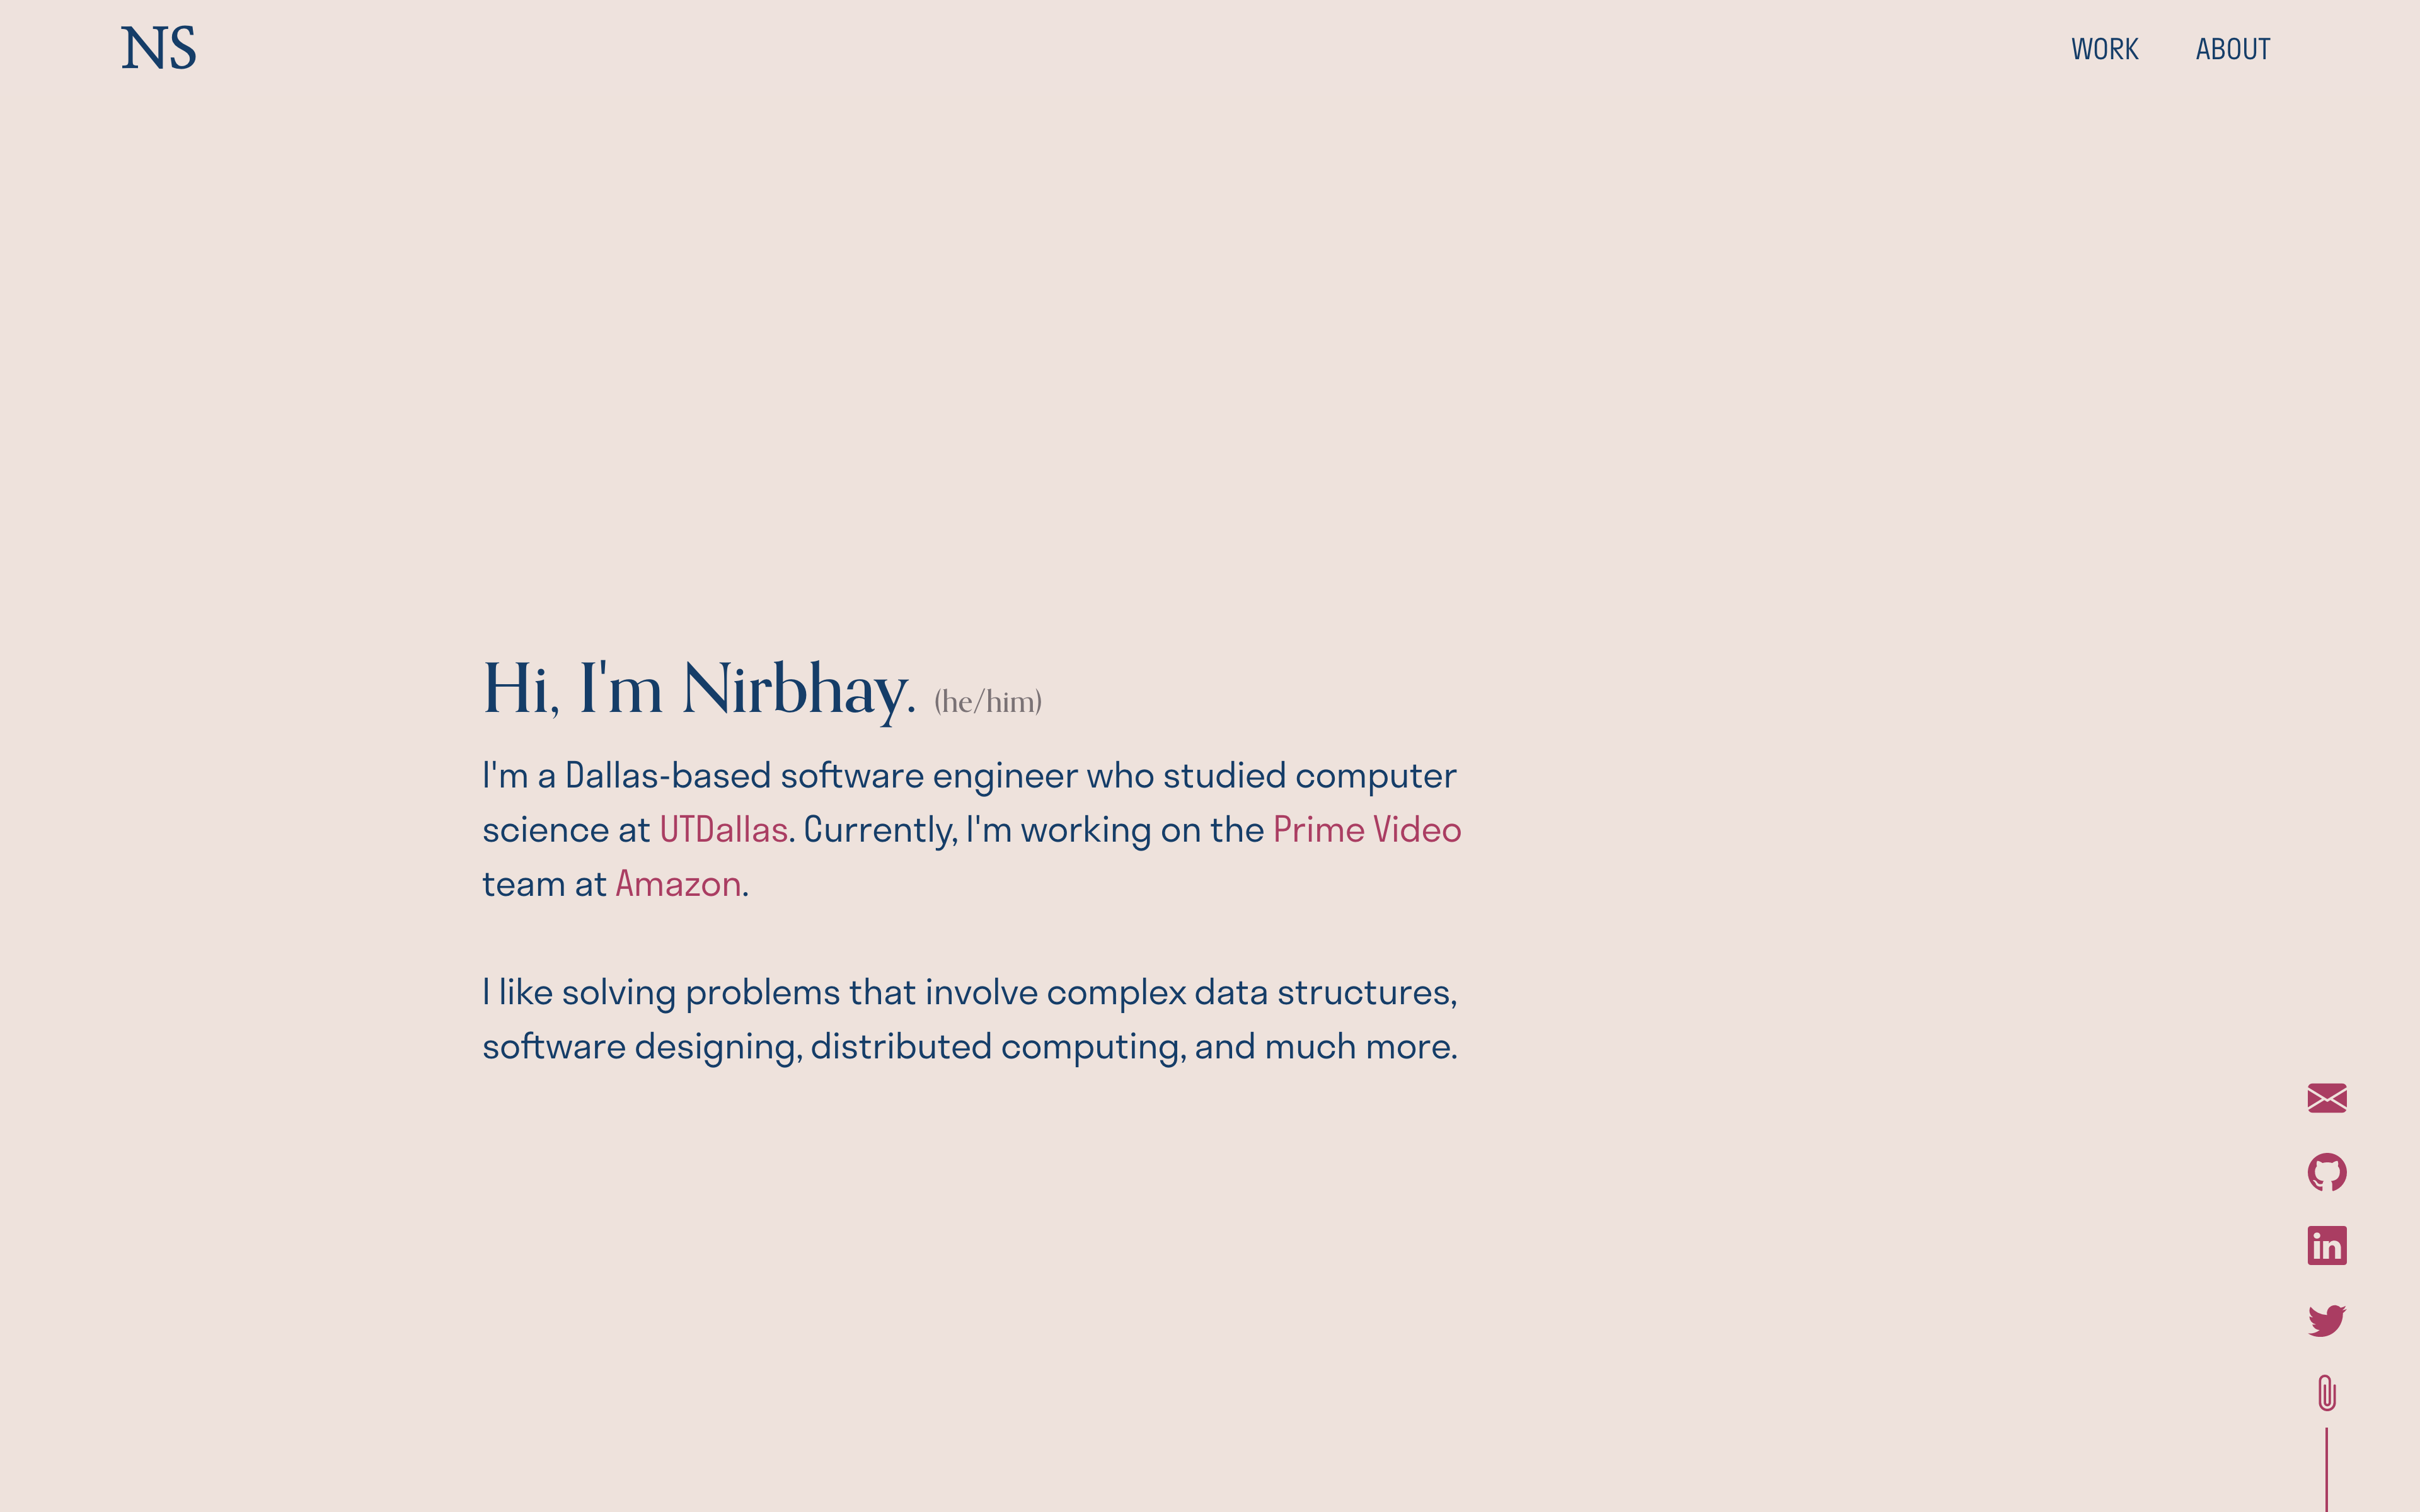 NS
WORK
ABOUT
Hi, I'm Nirbhay. (he/him)
I'm a Dallas-based software engineer who studied computer
science at UTDallas. Currently, I'm working on the Prime Video
team at Amazon.
I like solving problems that involve complex data structures,
software designing, distributed computing, and much more.
in